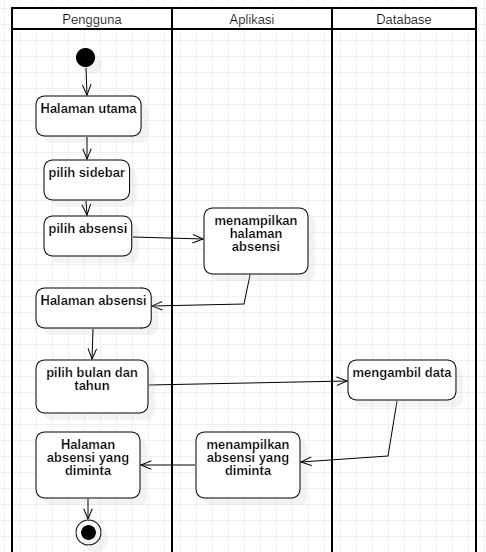 Pengguna
Aplikasi
Database
Halaman utama
pilih sidebar
pilih absensi
menampilkan
halaman
absensi
Halaman absensi
pilih bulan dan
tahun
mengambil data
menampilkan
absensi yang
diminta
Halaman
absensi yang
diminta